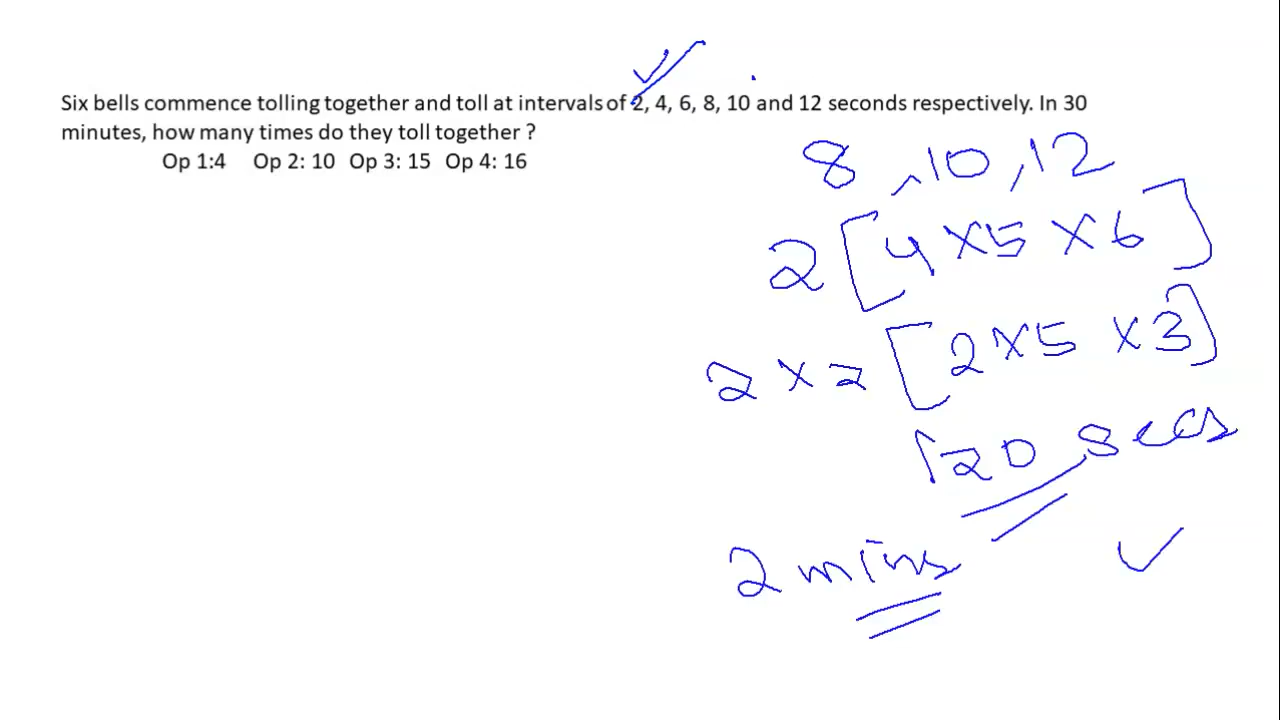 Six bells commence tolling together and toll at intervals of 2, 4, 6, 8, 10 and 12 seconds respectively. In 30
minutes, how many times do they toll together ?
Op 1:4 Op 2: 10 Op 3: 15 Op 4: 16
8 , 10 , 12
2 [ 4 × 5 × 6 ]
2 × 2 [ 2 × 5 × 3 ]
120 secs
2 mins